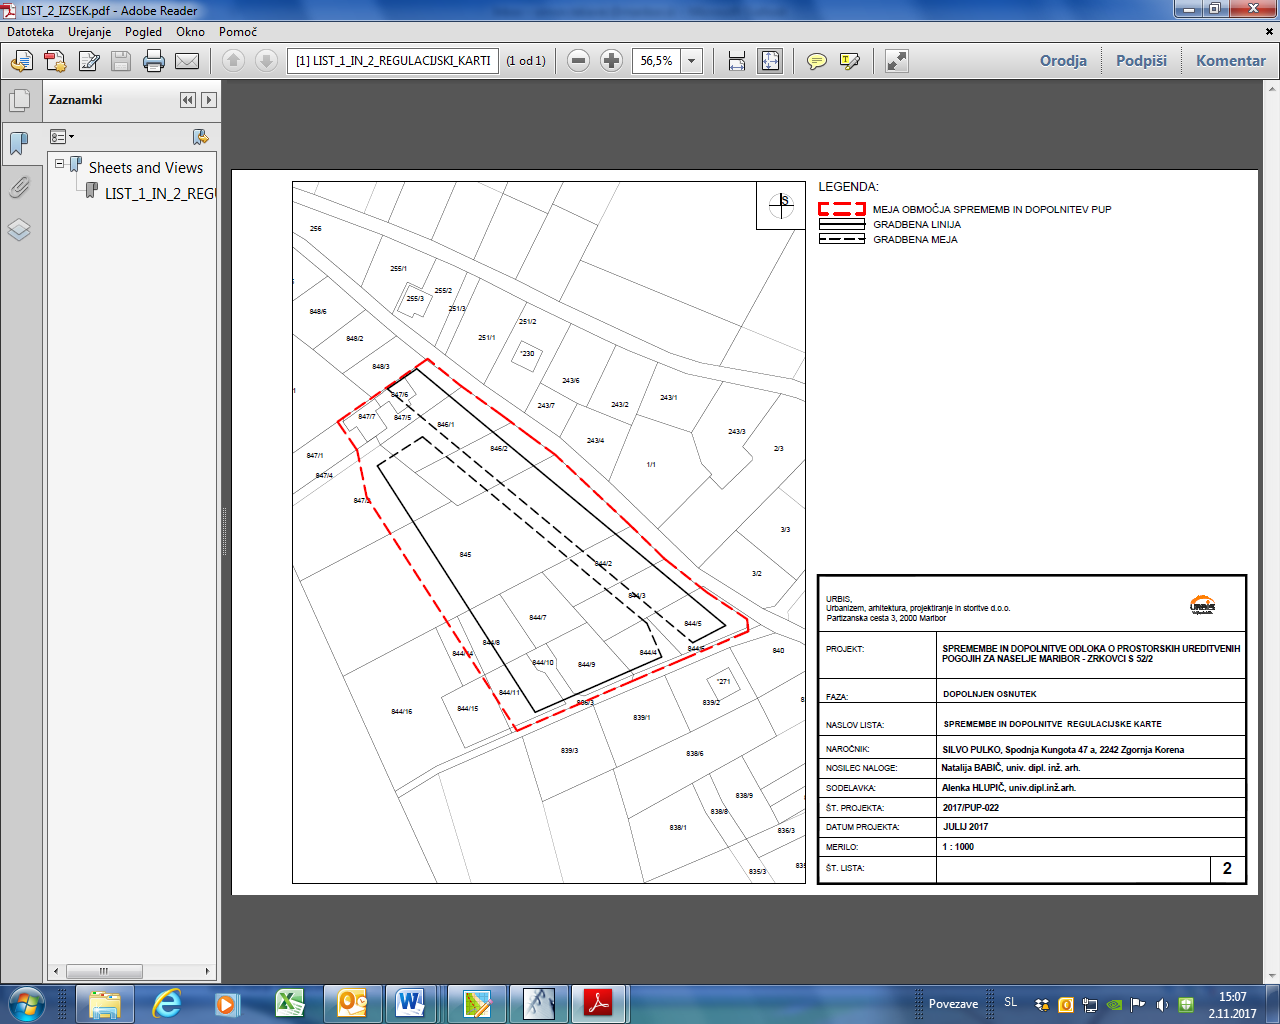 LIST_2_IZSEK.pdf - Adobe Reader
Datoteka Urejanje Pogled Okno Pomoč
[1] LIST_1_IN_2_REGULACIJSKI_KARTI (1 od 1) 56,5% Orodja Podpiši Komentar
Zaznamki
Sheets and Views
LIST_1_IN_2_REG
S
LEGENDA:
MEJA OBMOČJA SPREMEMB IN DOPOLNITEV PUP
GRADBENA LINIJA
GRADBENA MEJA
256
255/1
255/2
255/3
251/3
251/2
251/1
848/6
848/2
848/3
*230
243/6
243/7
243/2
243/1
243/4
243/3
2/3
1/1
847/6
847/7
847/5
846/1
846/2
847/1
847/4
847/2
845
3/3
3/2
844/2
844/3
844/5
844/7
844/8
844/14
844/10
844/9
844/4
844/6
840
*271
839/2
844/11
844/15
844/16
806/3
839/1
839/3
838/6
838/9
838/8
838/1
836/3
835/3
URBIS,
Urbanizem, arhitektura, projektiranje in storitve d.o.o.
Partizanska cesta 3, 2000 Maribor
URBIS
PROJEKT: SPREMEMBE IN DOPOLNITVE ODLOKA O PROSTORSKIH UREDITVENIH
POGOJIH ZA NASELJE MARIBOR - ZRKOVCI S 52/2
FAZA: DOPOLNJEN OSNUTEK
NASLOV LISTA: SPREMEMBE IN DOPOLNITVE REGULACIJSKE KARTE
NAROČNIK: SILVO PULKO, Spodnja Kungota 47 a, 2242 Zgornja Korena
NOSILEC NALOGE: Natalija BABIČ, univ. dipl. inž. arh.
SODELAVKA: Alenka HLUPIČ, univ.dipl.inž.arh.
ŠT. PROJEKTA: 2017/PUP-022
DATUM PROJEKTA: JULIJ 2017
MERILO: 1 : 1000
ŠT. LISTA: 2
Povezave SL 15:07
2.11.2017